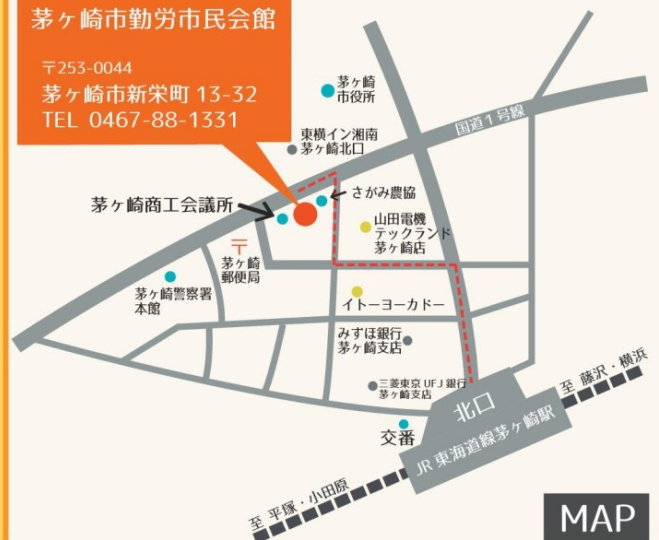 茅ヶ崎市勤労市民会館
〒253-0044
茅ヶ崎市新栄町 13-32
TEL 0467-88-1331
茅ヶ崎
市役所
国道1号線
東横イン湘南
茅ヶ崎北口
さがみ農協
茅ヶ崎商工会議所
山田電機
テックランド
茅ヶ崎店
〒
茅ヶ崎
郵便局
茅ヶ崎警察署
本館
イトーヨーカドー
みずほ銀行
茅ヶ崎支店
三菱東京UFJ銀行
茅ヶ崎支店
北口
至 藤沢・横浜
交番
JR東海道線茅ヶ崎駅
至 平塚・小田原
MAP